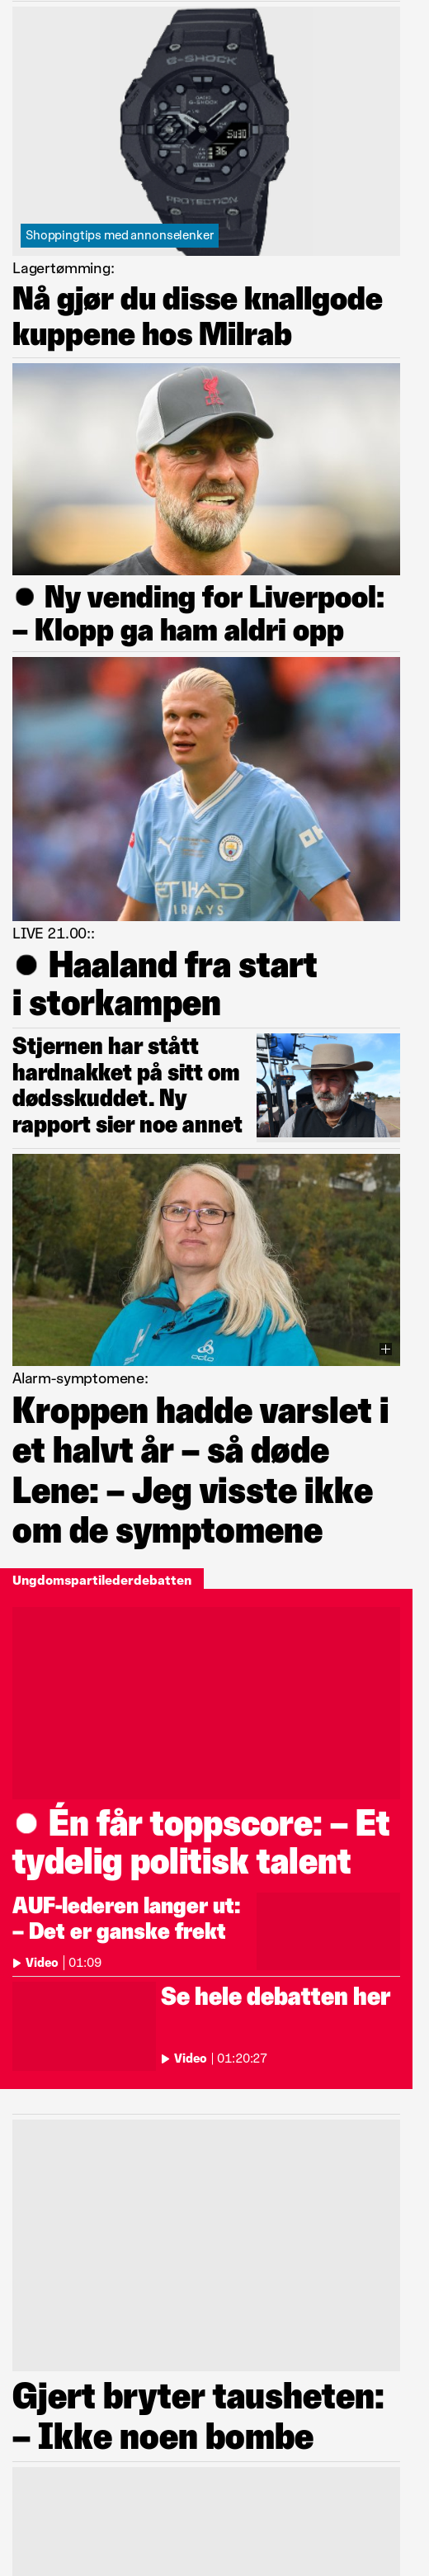 G-SHOCK
CASIO
G-SHOCK
SU30
36
PROTECTION
Shoppingtips med annonselenker
Lagertømming:
Nå gjør du disse knallgode
kuppene hos Milrab
● Ny vending for Liverpool:
– Klopp ga ham aldri opp
ETIHAD
AIRWAYS
LIVE 21.00::
● Haaland fra start
i storkampen
Stjernen har stått
hardnakket på sitt om
dødsskuddet. Ny
rapport sier noe annet
octo
Alarm-symptomene:
Kroppen hadde varslet i
et halvt år – så døde
Lene: – Jeg visste ikke
om de symptomene
Ungdomspartilederdebatten
● Én får toppscore: – Et
tydelig politisk talent
AUF-lederen langer ut:
– Det er ganske frekt
Video | 01:09
Se hele debatten her
Video | 01:20:27
Gjert bryter tausheten:
– Ikke noen bombe